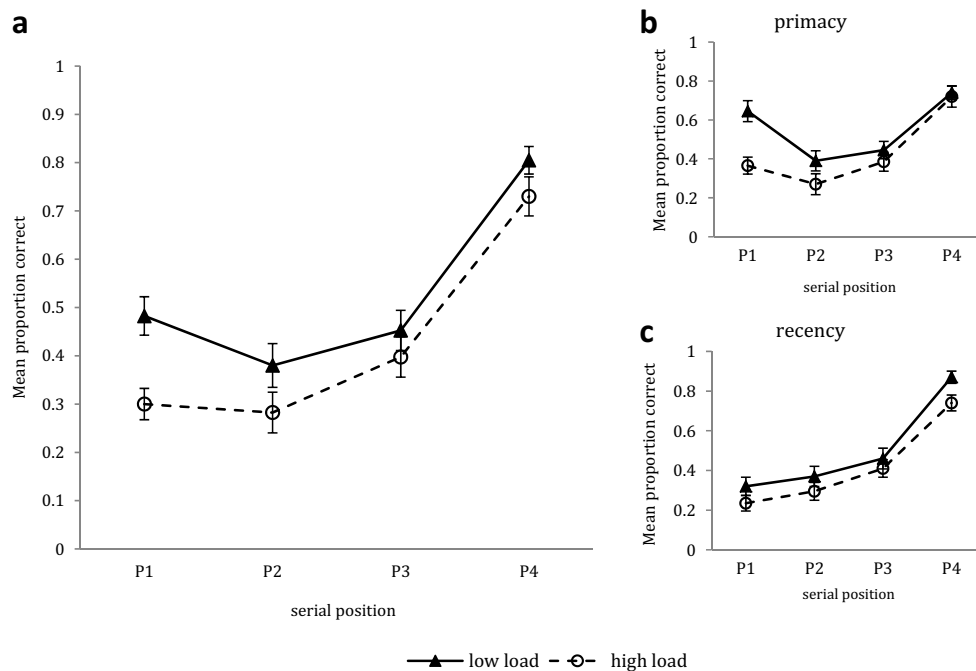 a
Mean proportion correct
1
0.9
0.8
0.7
0.6
0.5
0.4
0.3
0.2
0.1
0
P1 P2 P3 P4
serial position
b
primacy
Mean proportion correct
1
0.8
0.6
0.4
0.2
0
P1 P2 P3 P4
serial position
c
recency
Mean proportion correct
1
0.8
0.6
0.4
0.2
0
P1 P2 P3 P4
serial position
low load high load